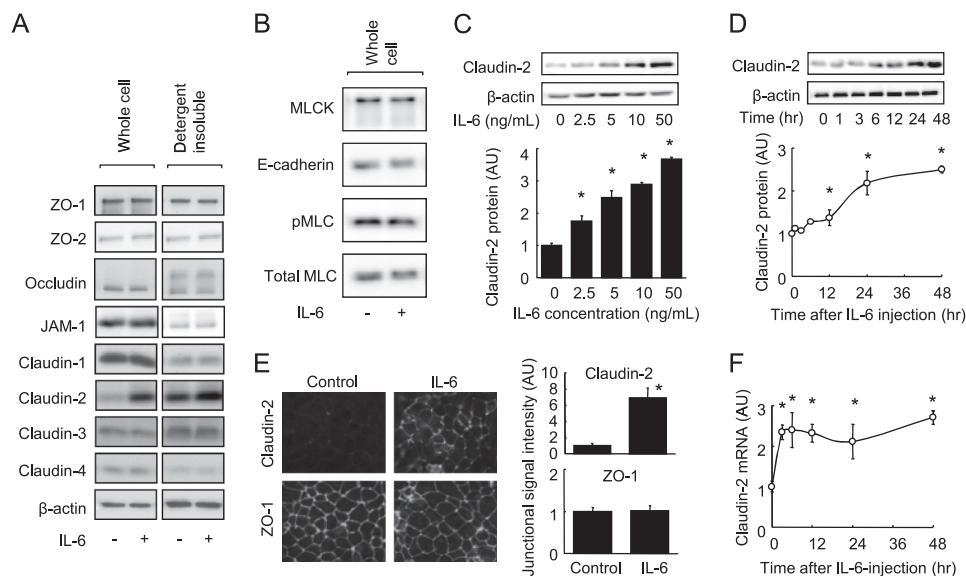 A
Whole cell
Detergent
insoluble
ZO-1
ZO-2
Occludin
JAM-1
Claudin-1
Claudin-2
Claudin-3
Claudin-4
β-actin
IL-6 - + - +
B
Whole
cell
MLCK
E-cadherin
pMLC
Total MLC
IL-6 - +
C
Claudin-2
β-actin
IL-6 (ng/mL) 0 2.5 5 10 50
Claudin-2 protein (AU)
4
3
2
1
0
* * * *
0 2.5 5 10 50
IL-6 concentration (ng/mL)
D
Claudin-2
β-actin
Time (hr) 0 1 3 6 12 24 48
Claudin-2 protein (AU)
3
2
1
0
* * *
0 12 24 36 48
Time after IL-6 injection (hr)
E
Control IL-6
Claudin-2
ZO-1
Junctional signal intensity (AU)
Claudin-2
8
6
4
2
0
*
ZO-1
2
1
0
Control IL-6
F
Claudin-2 mRNA (AU)
3
2
1
0
* * * * *
0 12 24 36 48
Time after IL-6-injection (hr)